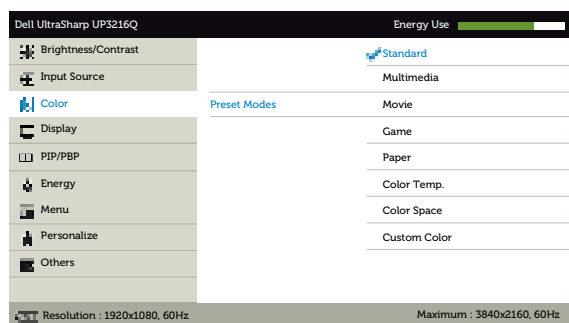 Dell UltraSharp UP3216Q Energy Use
Brightness/Contrast Standard
Input Source Multimedia
Color Preset Modes Movie
Display Game
PIP/PBP Paper
Energy Color Temp.
Menu Color Space
Personalize Custom Color
Others
Resolution : 1920x1080, 60Hz Maximum : 3840x2160, 60Hz